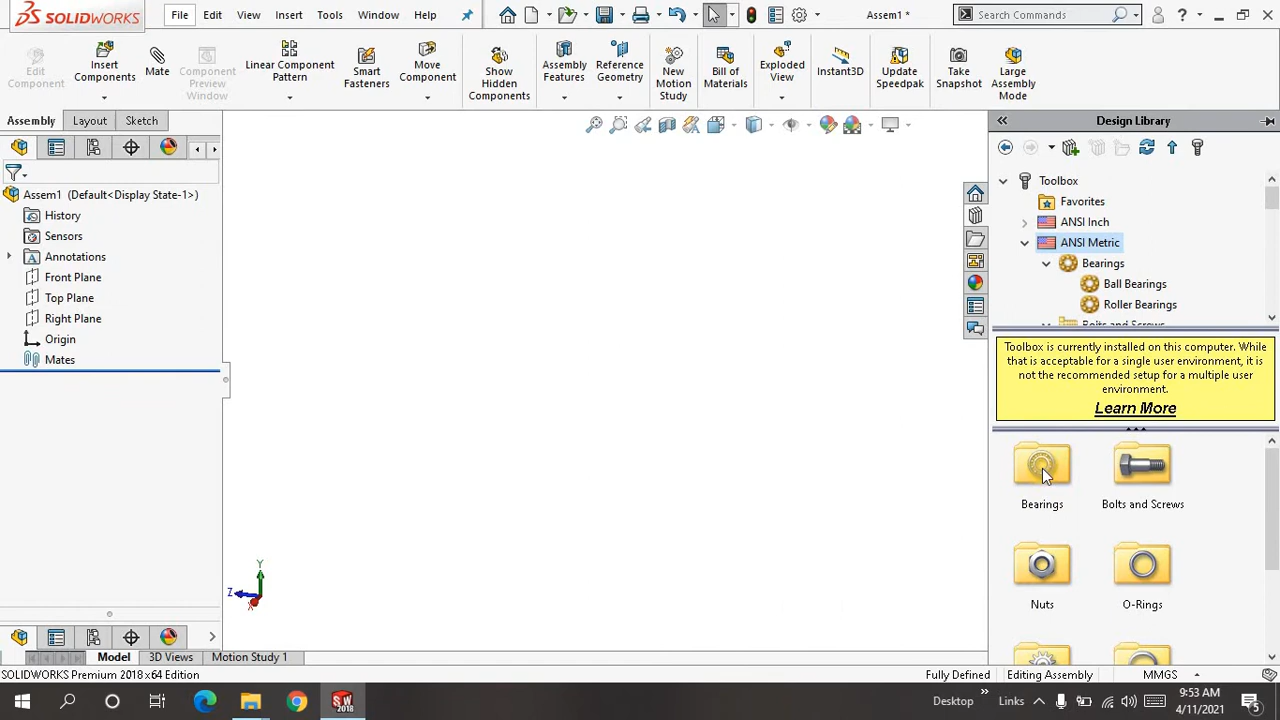 SOLIDWORKS
File Edit View Insert Tools Window Help
Assem1 *
Search Commands
Edit Component
Insert Components
Mate
Component Preview Window
Linear Component Pattern
Smart Fasteners
Move Component
Show Hidden Components
Assembly Features
Reference Geometry
New Motion Study
Bill of Materials
Exploded View
Instant3D
Update Speedpak
Take Snapshot
Large Assembly Mode
Assembly Layout Sketch
Design Library
Assem1 (Default<Display State-1>)
History
Sensors
Annotations
Front Plane
Top Plane
Right Plane
Origin
Mates
Toolbox
Favorites
ANSI Inch
ANSI Metric
Bearings
Ball Bearings
Roller Bearings
Bolts and Screws
Toolbox is currently installed on this computer. While
that is acceptable for a single user environment, it is
not the recommended setup for a multiple user
environment.
Learn More
Bearings
Bolts and Screws
Nuts
O-Rings
Y
Z
X
Model 3D Views Motion Study 1
SOLIDWORKS Premium 2018 x64 Edition
Fully Defined Editing Assembly MMGS
SW 2018
Desktop
Links
9:53 AM
4/11/2021
5